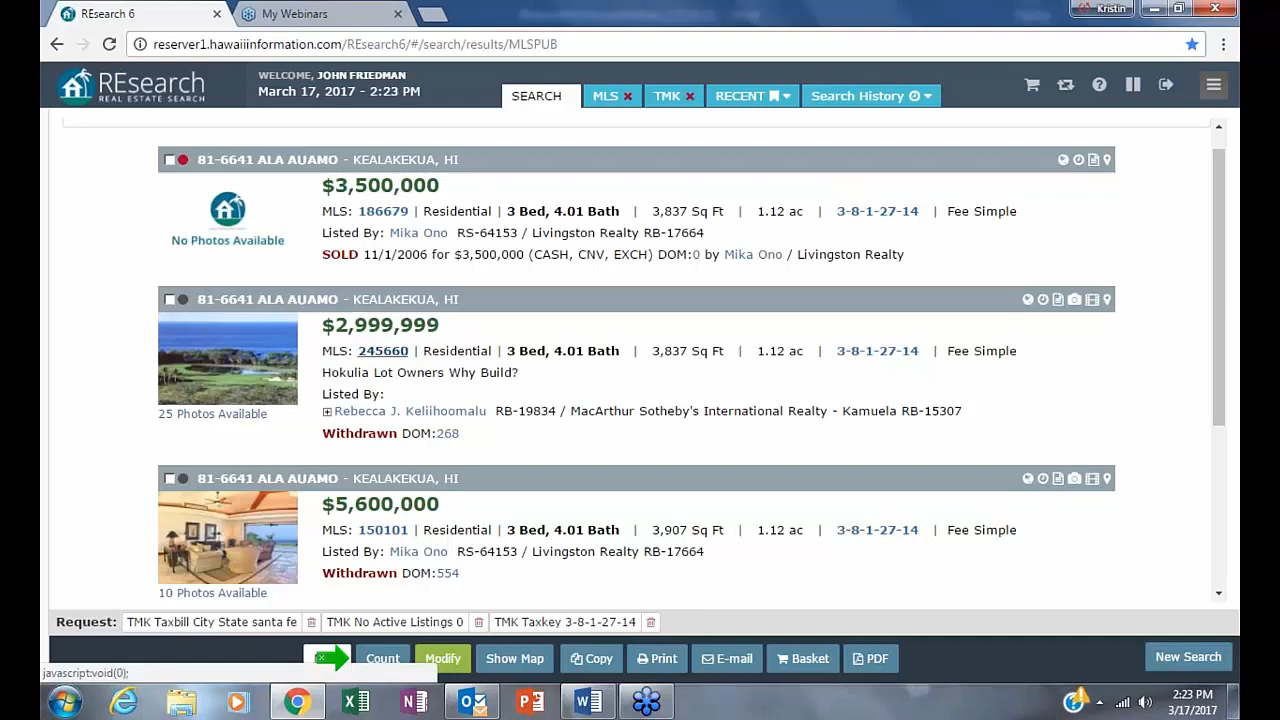 REsearch 6
My Webinars
Kristin
reserver1.hawaiiinformation.com/REsearch6/#/search/results/MLSPUB
REsearch
REAL ESTATE SEARCH
WELCOME, JOHN FRIEDMAN
March 17, 2017 - 2:23 PM
SEARCH MLS TMK RECENT Search History
81-6641 ALA AUAMO - KEALAKEKUA, HI
No Photos Available
$3,500,000
MLS: 186679 | Residential | 3 Bed, 4.01 Bath | 3,837 Sq Ft | 1.12 ac | 3-8-1-27-14 | Fee Simple
Listed By: Mika Ono RS-64153 / Livingston Realty RB-17664
SOLD 11/1/2006 for $3,500,000 (CASH, CNV, EXCH) DOM:0 by Mika Ono / Livingston Realty
81-6641 ALA AUAMO - KEALAKEKUA, HI
25 Photos Available
$2,999,999
MLS: 245660 | Residential | 3 Bed, 4.01 Bath | 3,837 Sq Ft | 1.12 ac | 3-8-1-27-14 | Fee Simple
Hokulia Lot Owners Why Build?
Listed By:
Rebecca J. Keliihoomalu RB-19834 / MacArthur Sotheby's International Realty - Kamuela RB-15307
Withdrawn DOM:268
81-6641 ALA AUAMO - KEALAKEKUA, HI
10 Photos Available
$5,600,000
MLS: 150101 | Residential | 3 Bed, 4.01 Bath | 3,907 Sq Ft | 1.12 ac | 3-8-1-27-14 | Fee Simple
Listed By: Mika Ono RS-64153 / Livingston Realty RB-17664
Withdrawn DOM:554
Request: TMK Taxbill City State santa fe TMK No Active Listings 0 TMK Taxkey 3-8-1-27-14
Count Modify Show Map Copy Print E-mail Basket PDF New Search
javascript:void(0);
2:23 PM
3/17/2017